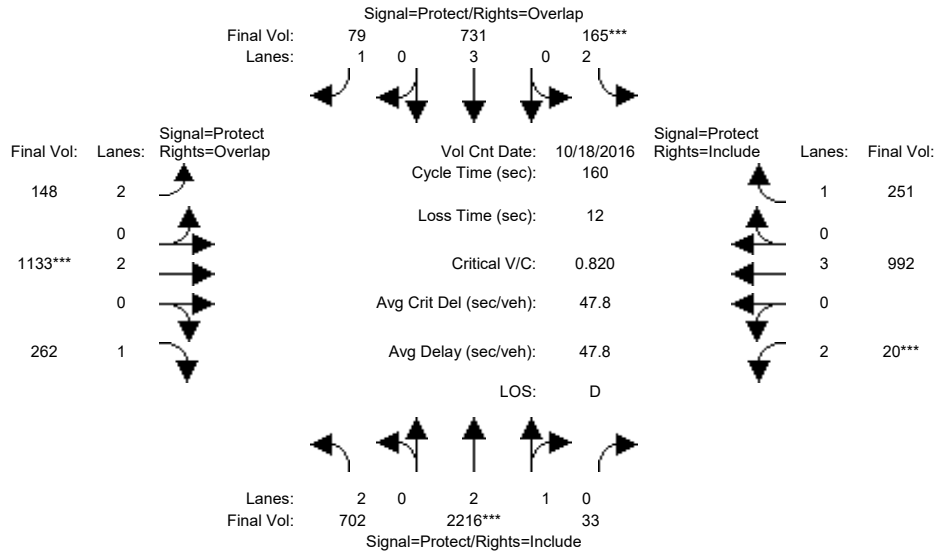 Signal=Protect/Rights=Overlap
Final Vol: 79 731 165***
Lanes: 1 0 3 0 2
Signal=Protect
Final Vol: Lanes: Rights=Overlap
Vol Cnt Date: 10/18/2016
Signal=Protect
Rights=Include Lanes: Final Vol:
Cycle Time (sec): 160
148 2
1 251
Loss Time (sec): 12
0
0
1133*** 2
Critical V/C: 0.820
3 992
0
Avg Crit Del (sec/veh): 47.8
0
262 1
Avg Delay (sec/veh): 47.8
2 20***
LOS: D
Lanes: 2 0 2 1 0
Final Vol: 702 2216*** 33
Signal=Protect/Rights=Include